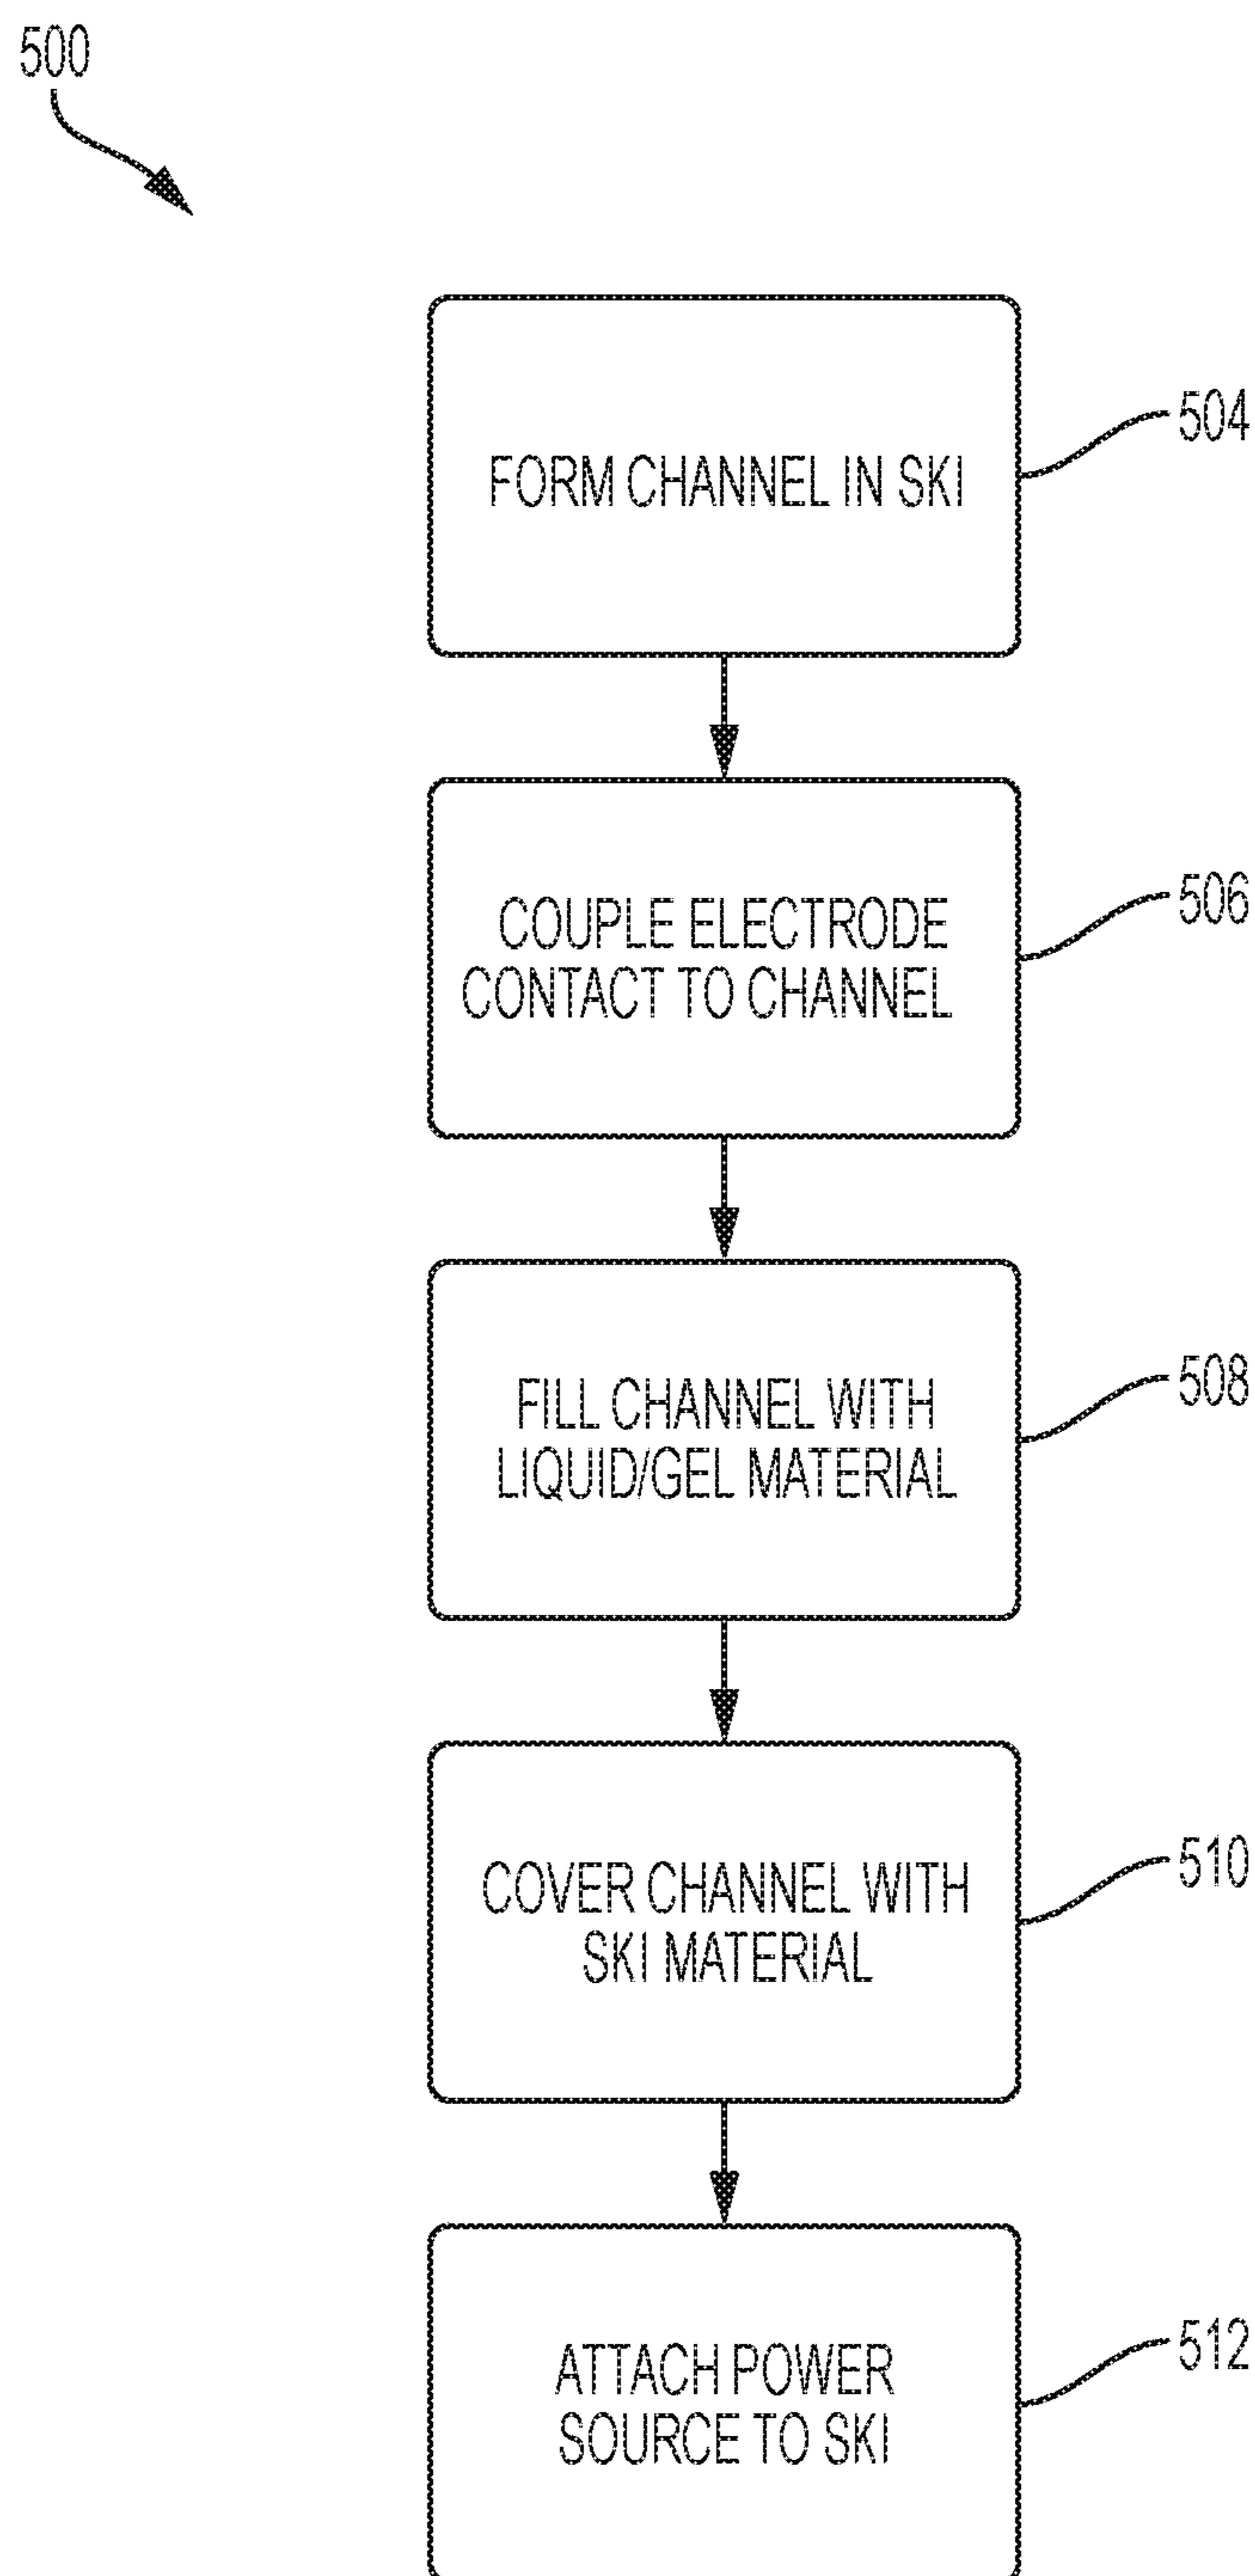 500
FORM CHANNEL IN SKI
504
COUPLE ELECTRODE
CONTACT TO CHANNEL
506
FILL CHANNEL WITH
LIQUID/GEL MATERIAL
508
COVER CHANNEL WITH
SKI MATERIAL
510
ATTACH POWER
SOURCE TO SKI
512